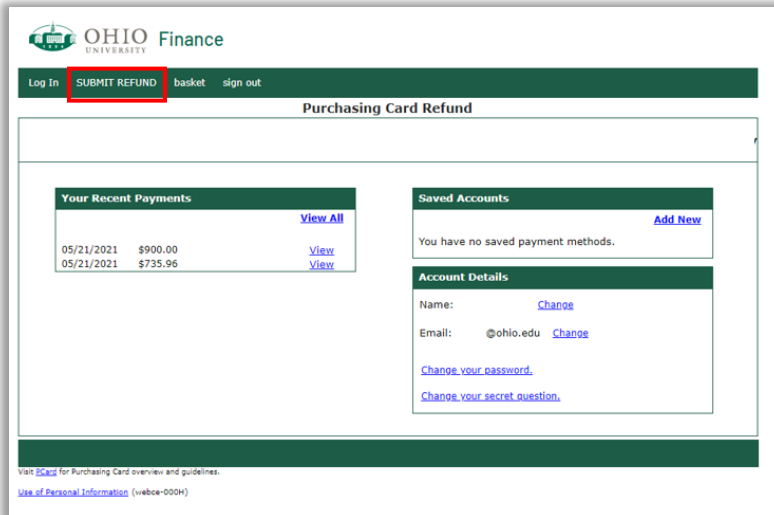 OHIO
UNIVERSITY
Finance
Log In SUBMIT REFUND basket sign out
Purchasing Card Refund
Your Recent Payments
View All
05/21/2021 $900.00 View
05/21/2021 $735.96 View
Saved Accounts
Add New
You have no saved payment methods.
Account Details
Name: Change
Email: @ohio.edu Change
Change your password.
Change your secret question.
Visit PCard for Purchasing Card overview and guidelines.
Use of Personal Information (webce-000H)